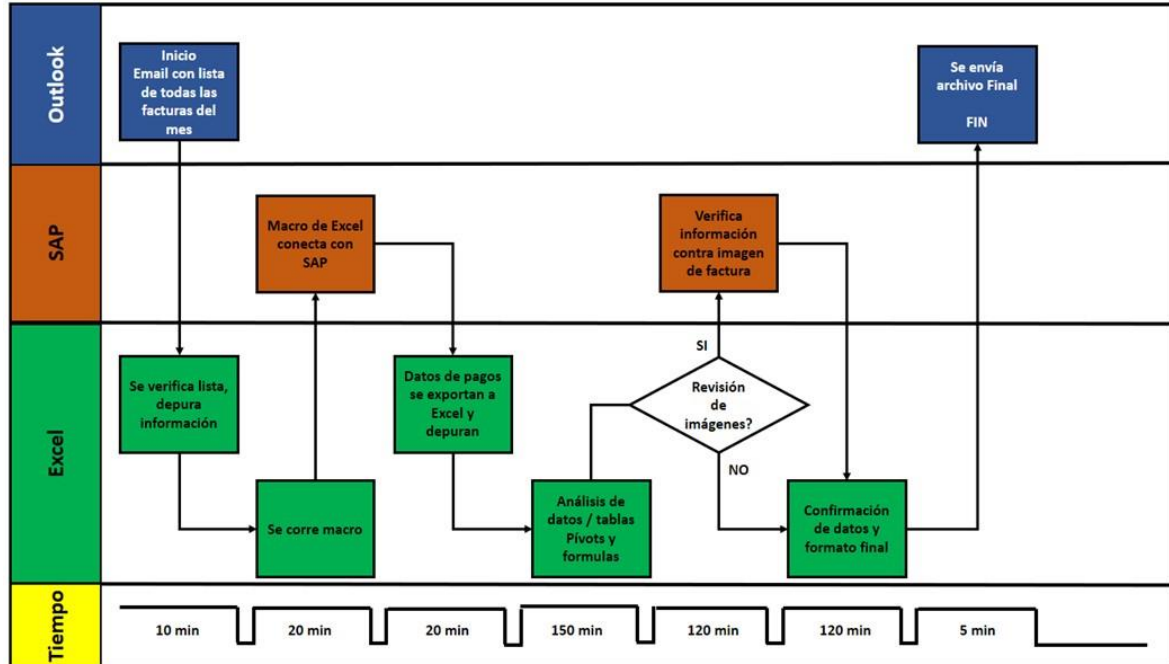 Outlook
Inicio
Email con lista
de todas las
facturas del
mes
Se envía
archivo Final
FIN
SAP
Macro de Excel
conecta con
SAP
Verifica
información
contra imagen
de factura
Excel
Se verifica lista,
depura
información
Datos de pagos
se exportan a
Excel y
depuran
SI
Revisión
de
imágenes?
NO
Se corre macro
Análisis de
datos / tablas
Pívots y
formulas
Confirmación
de datos y
formato final
Tiempo
10 min
20 min
20 min
150 min
120 min
120 min
5 min